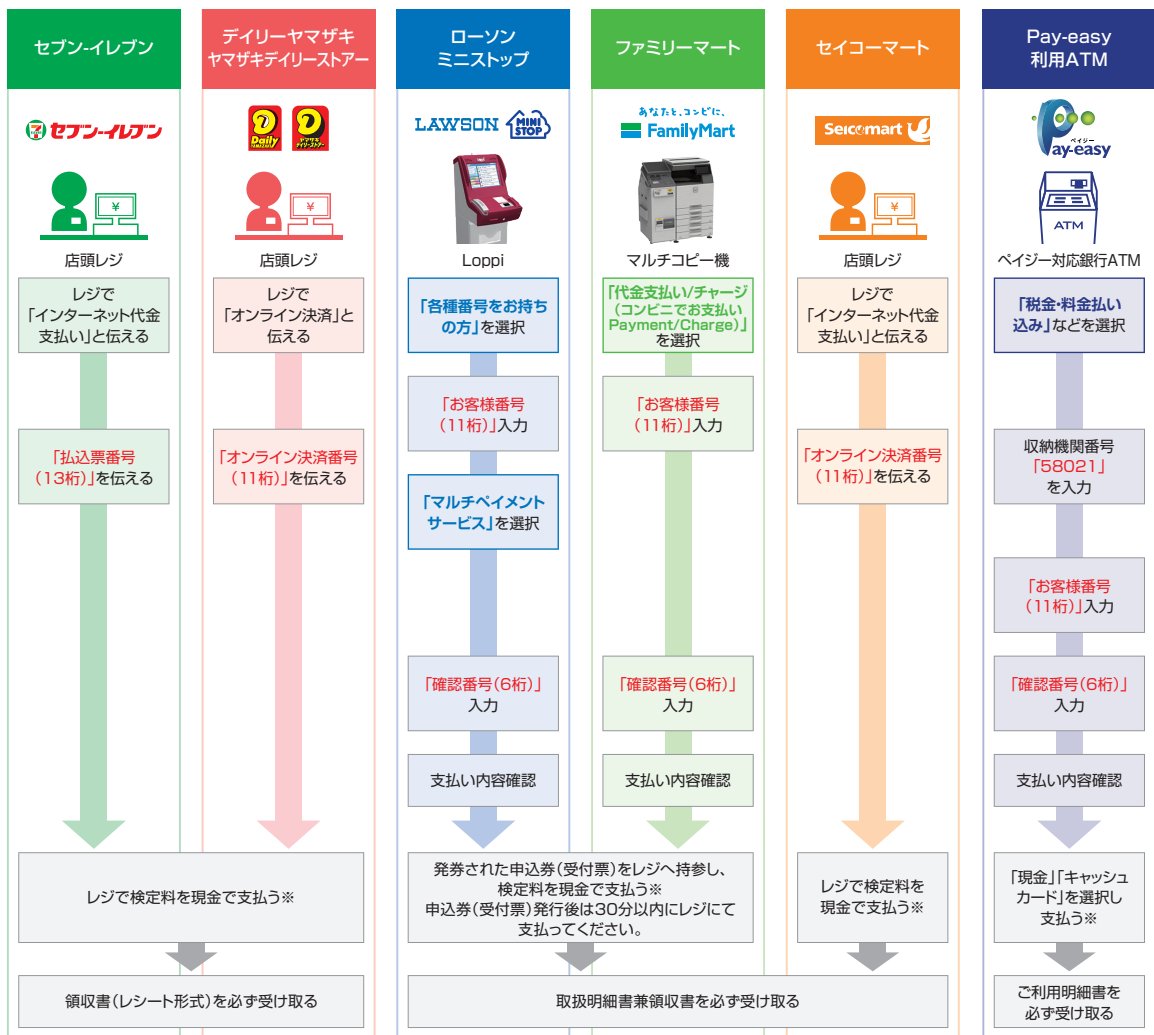 セブン-イレブン
デイリーヤマザキ
ヤマザキデイリーストアー
ローソン
ミニストップ
ファミリーマート
セイコーマート
Pay-easy
利用ATM
セブン-イレブン
Daily
YAMAZAKI
ヤマザキ
デイリーストアー
LAWSON
MINI
STOP
あなたと、コンビに、
FamilyMart
Seicomart
ペイジー
Pay-easy
¥
¥
¥
ATM
店頭レジ
店頭レジ
Loppi
マルチコピー機
店頭レジ
ペイジー対応銀行ATM
レジで
「インターネット代金
支払い」と伝える
レジで
「オンライン決済」と
伝える
「各種番号をお持ち
の方」を選択
「代金支払い/チャージ
(コンビニでお支払い
Payment/Charge)」
を選択
レジで
「インターネット代金
支払い」と伝える
「税金・料金払い
込み」などを選択
「お客様番号
(11桁)」入力
「お客様番号
(11桁)」入力
「払込票番号
(13桁)」を伝える
「オンライン決済番号
(11桁)」を伝える
「マルチペイメント
サービス」を選択
「オンライン決済番号
(11桁)」を伝える
収納機関番号
「58021」
を入力
「お客様番号
(11桁)」入力
「確認番号(6桁)」
入力
「確認番号(6桁)」
入力
「確認番号(6桁)」
入力
支払い内容確認
支払い内容確認
支払い内容確認
レジで検定料を現金で支払う※
発券された申込券(受付票)をレジへ持参し、
検定料を現金で支払う※
申込券(受付票)発行後は30分以内にレジにて
支払ってください。
レジで検定料を
現金で支払う※
「現金」「キャッシュ
カード」を選択し
支払う※
領収書(レシート形式)を必ず受け取る
取扱明細書兼領収書を必ず受け取る
ご利用明細書を
必ず受け取る